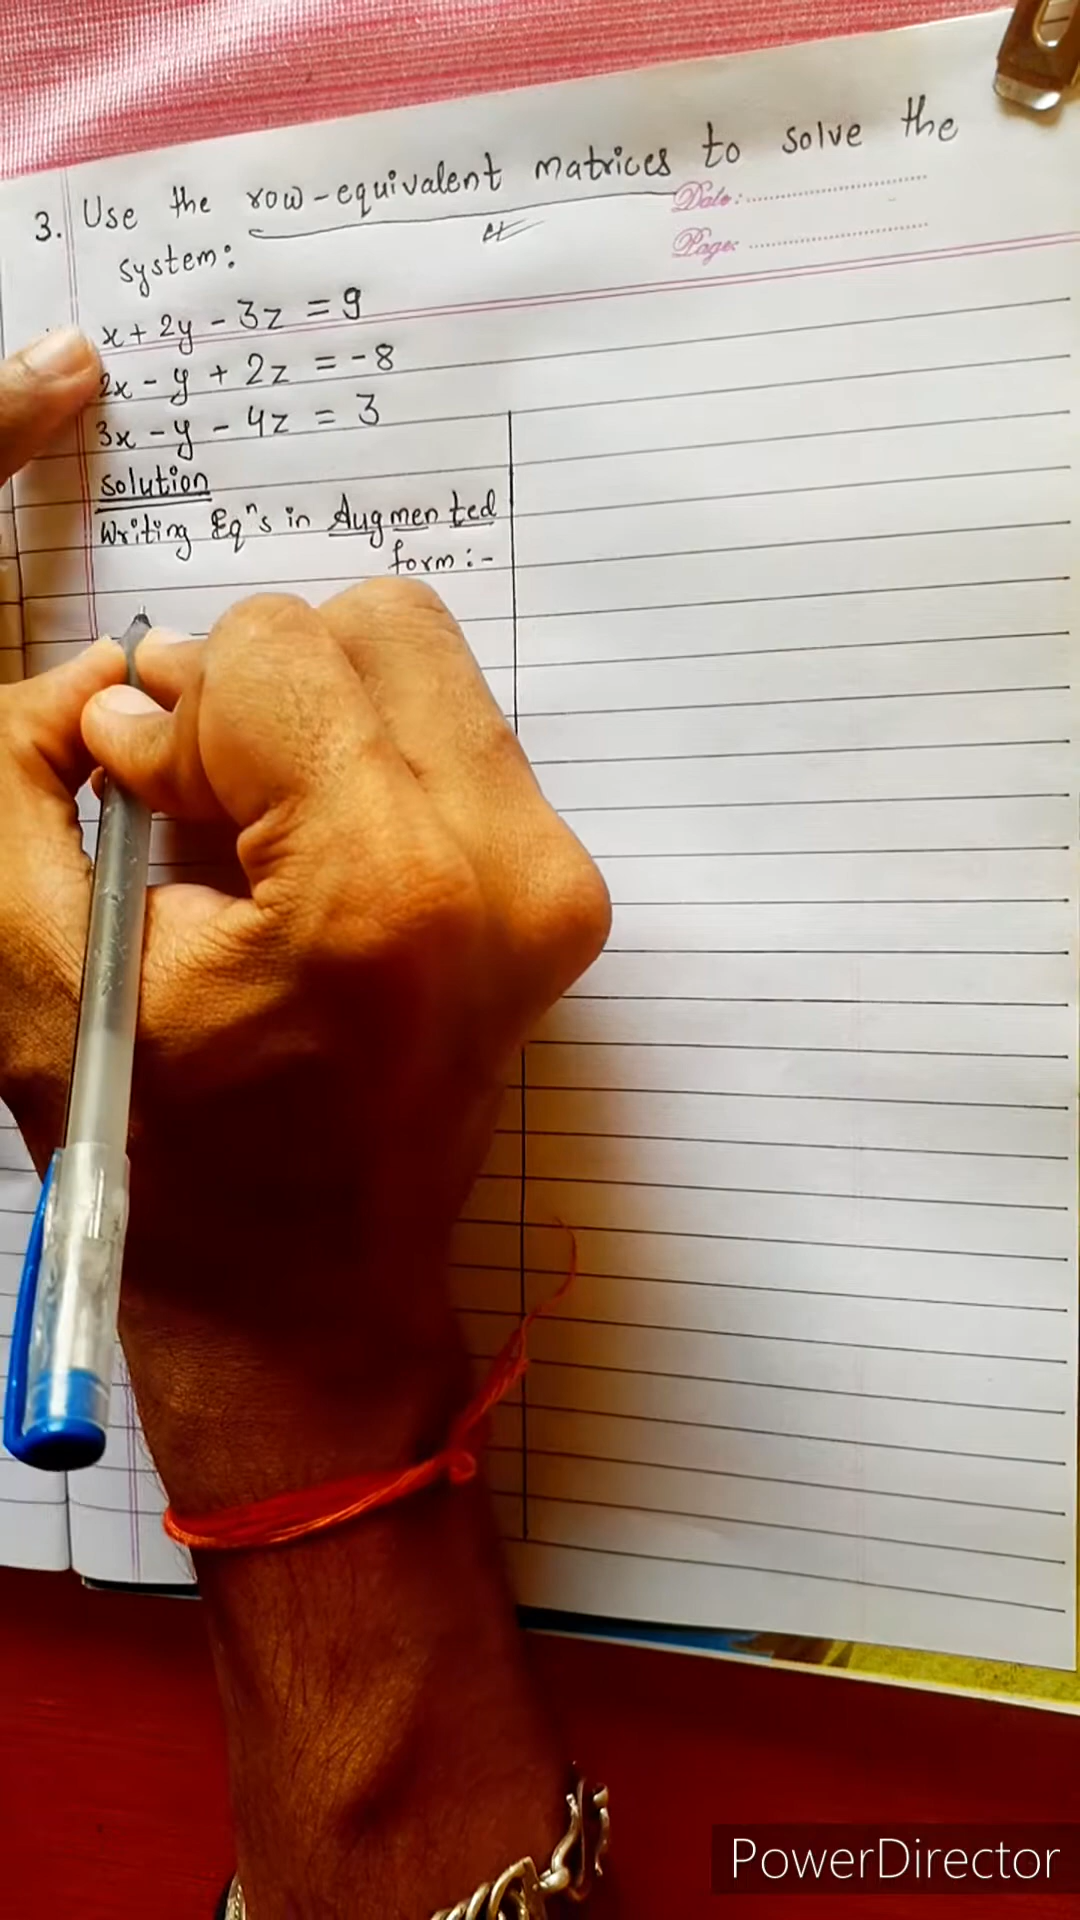 3. Use the row-equivalent matrices to solve the
Date:
system:
Page:
x + 2y - 3z = 9
2x - y + 2z = -8
3x - y - 4z = 3
solution
Writing Eqⁿs in Augmented
form :-
PowerDirector